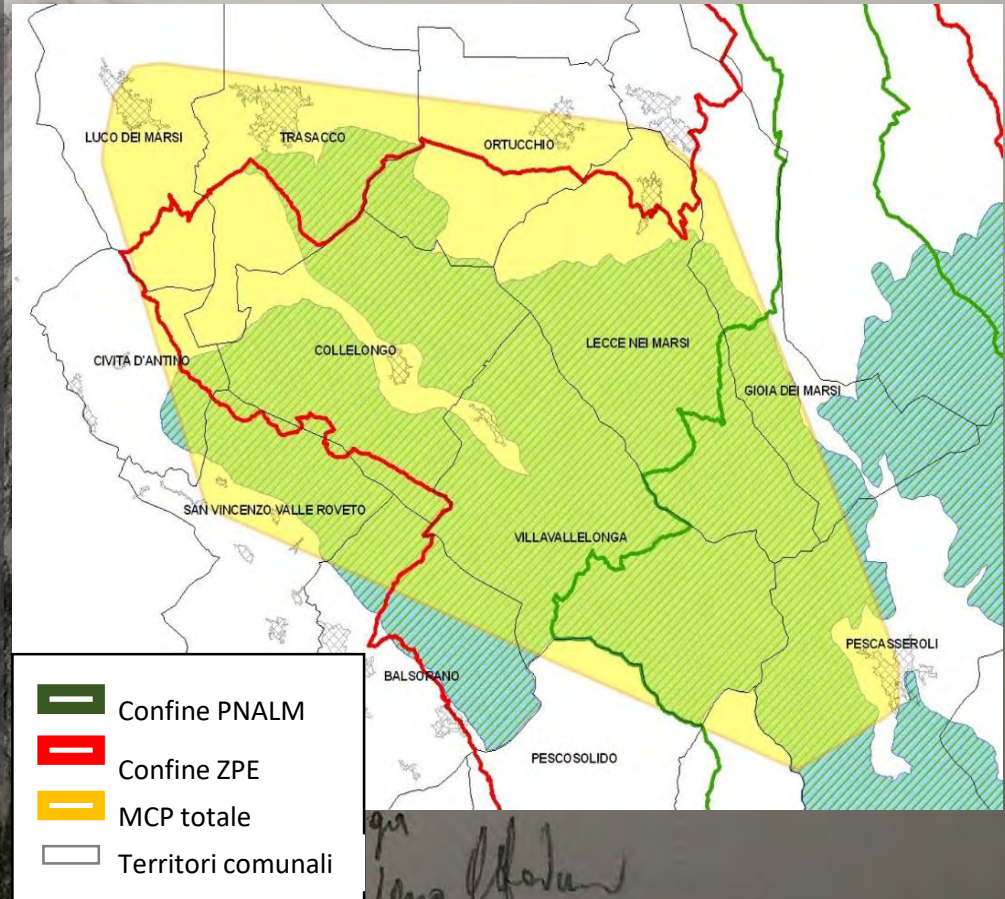 LUCO DEI MARSI
TRASACCO
ORTUCCHIO
CIVITA D'ANTINO
COLLELONGO
LECCE NEI MARSI
GIOIA DEI MARSI
SAN VINCENZO VALLE ROVETO
VILLAVALLELONGA
PESCASSEROLI
BALSORANO
PESCOSOLIDO
Confine PNALM
Confine ZPE
MCP totale
Territori comunali